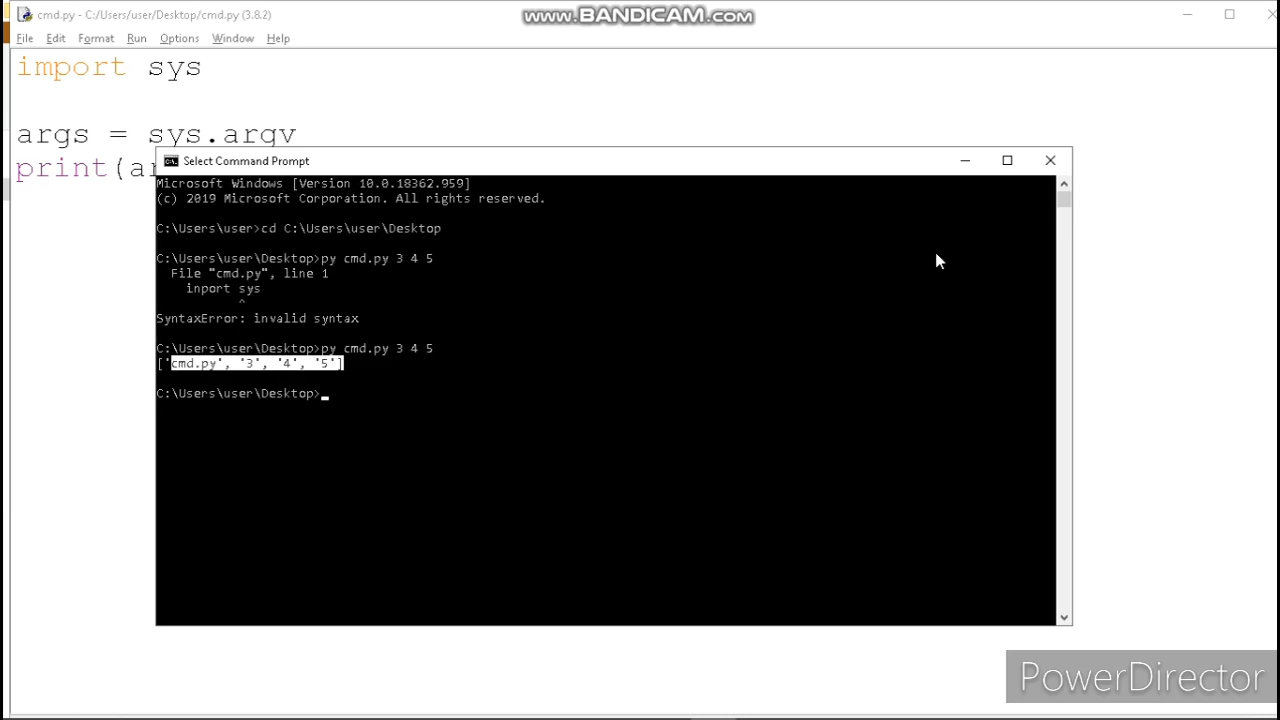 cmd.py - C:/Users/user/Desktop/cmd.py (3.8.2)
www.BANDICAM.com
File Edit Format Run Options Window Help
import sys
args = sys.argv
print(ar
Select Command Prompt
Microsoft Windows [Version 10.0.18362.959]
(c) 2019 Microsoft Corporation. All rights reserved.
C:\Users\user>cd C:\Users\user\Desktop
C:\Users\user\Desktop>py cmd.py 3 4 5
File "cmd.py", line 1
inport sys
^
SyntaxError: invalid syntax
C:\Users\user\Desktop>py cmd.py 3 4 5
['cmd.py', '3', '4', '5']
C:\Users\user\Desktop>
PowerDirector